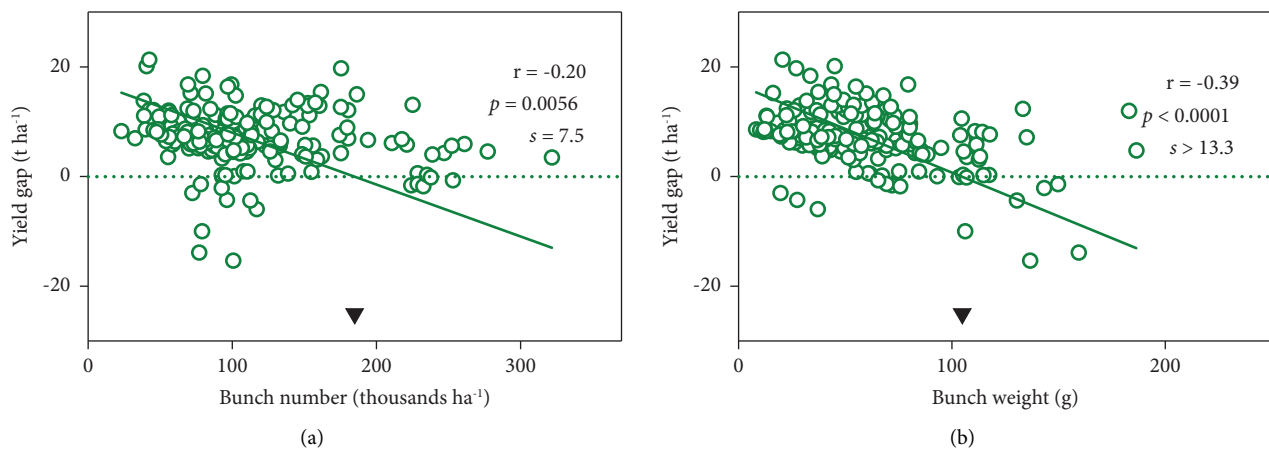 20
0
-20
Yield gap (t ha⁻¹)
r = -0.20
p = 0.0056
s = 7.5
0
100
200
300
Bunch number (thousands ha⁻¹)
(a)
20
0
-20
Yield gap (t ha⁻¹)
r = -0.39
p < 0.0001
s > 13.3
0
100
200
Bunch weight (g)
(b)